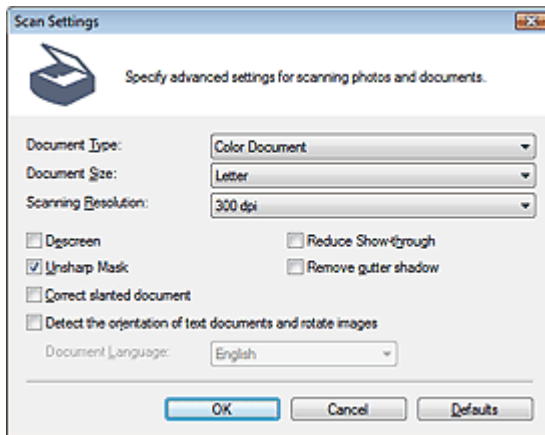 Scan Settings
Specify advanced settings for scanning photos and documents.
Document Type: Color Document
Document Size: Letter
Scanning Resolution: 300 dpi
Descreen Reduce Show-through
Unsharp Mask Remove gutter shadow
Correct slanted document
Detect the orientation of text documents and rotate images
Document Language: English
OK Cancel Defaults